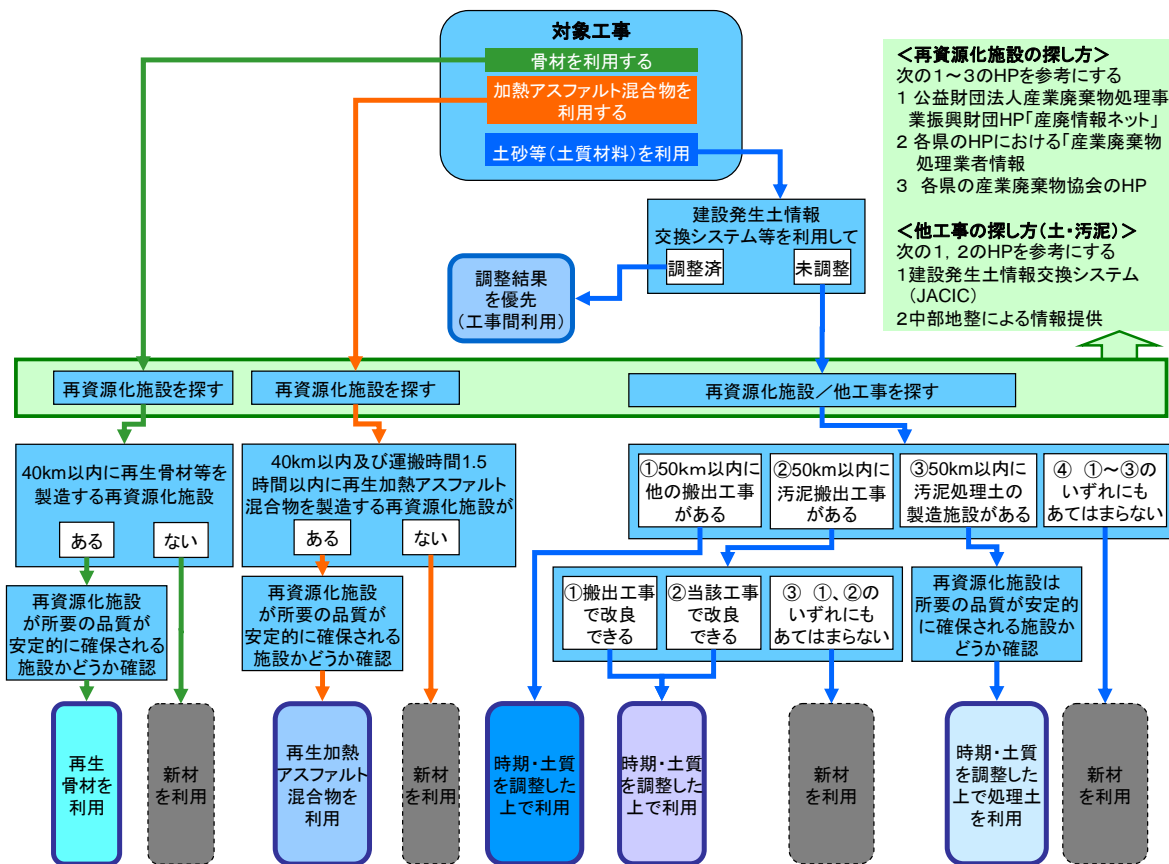 対象工事
骨材を利用する
加熱アスファルト混合物を
利用する
土砂等(土質材料)を利用
<再資源化施設の探し方>
次の1~3のHPを参考にする
1 公益財団法人産業廃棄物処理事
業振興財団HP「産廃情報ネット」
2 各県のHPにおける「産業廃棄物
処理業者情報
3 各県の産業廃棄物協会のHP
<他工事の探し方(土・汚泥)>
次の1, 2のHPを参考にする
1建設発生土情報交換システム
(JACIC)
2中部地整による情報提供
建設発生土情報
交換システム等を利用して
調整済
未調整
調整結果
を優先
(工事間利用)
再資源化施設を探す
再資源化施設を探す
再資源化施設/他工事を探す
40km以内に再生骨材等を
製造する再資源化施設
ある
ない
40km以内及び運搬時間1.5
時間以内に再生加熱アスファルト
混合物を製造する再資源化施設が
ある
ない
①50km以内に
他の搬出工事
がある
②50km以内に
汚泥搬出工事
がある
③50km以内に
汚泥処理土の
製造施設がある
④ ①~③の
いずれにも
あてはまらない
再資源化施設
が所要の品質が
安定的に確保される
施設かどうか確認
再資源化施設
が所要の品質が
安定的に確保される
施設かどうか確認
①搬出工事
で改良
できる
②当該工事
で改良
できる
③ ①、②の
いずれにも
あてはまらない
再資源化施設は
所要の品質が安定的
に確保される施設か
どうか確認
再生
骨材を
利用
新材
を利用
再生加熱
アスファルト
混合物を
利用
新材
を利用
時期・土質
を調整した
上で利用
時期・土質
を調整した
上で利用
新材
を利用
時期・土質
を調整した
上で処理土
を利用
新材
を利用